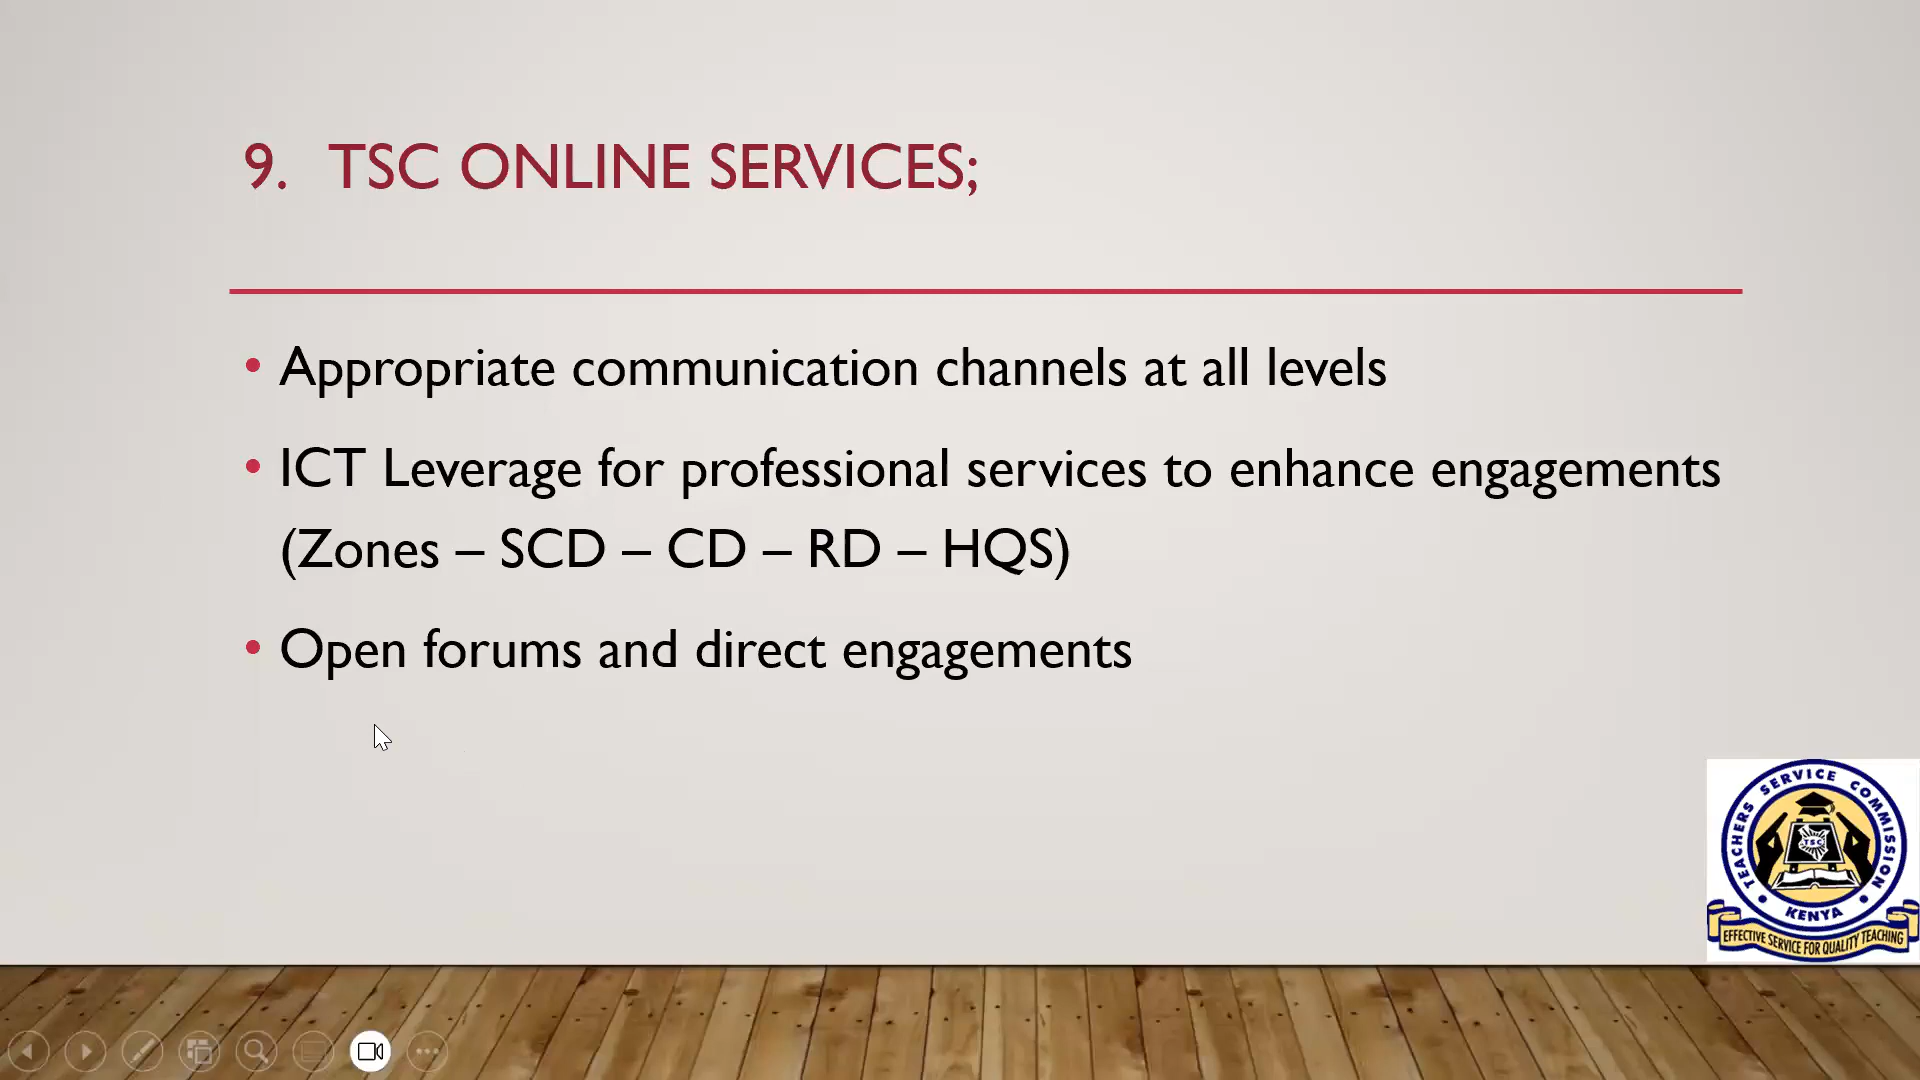 9. TSC ONLINE SERVICES;
• Appropriate communication channels at all levels
• ICT Leverage for professional services to enhance engagements
(Zones – SCD – CD – RD – HQS)
• Open forums and direct engagements
TEACHERS SERVICE COMMISSION
TSC
KENYA
EFFECTIVE SERVICE FOR QUALITY TEACHING